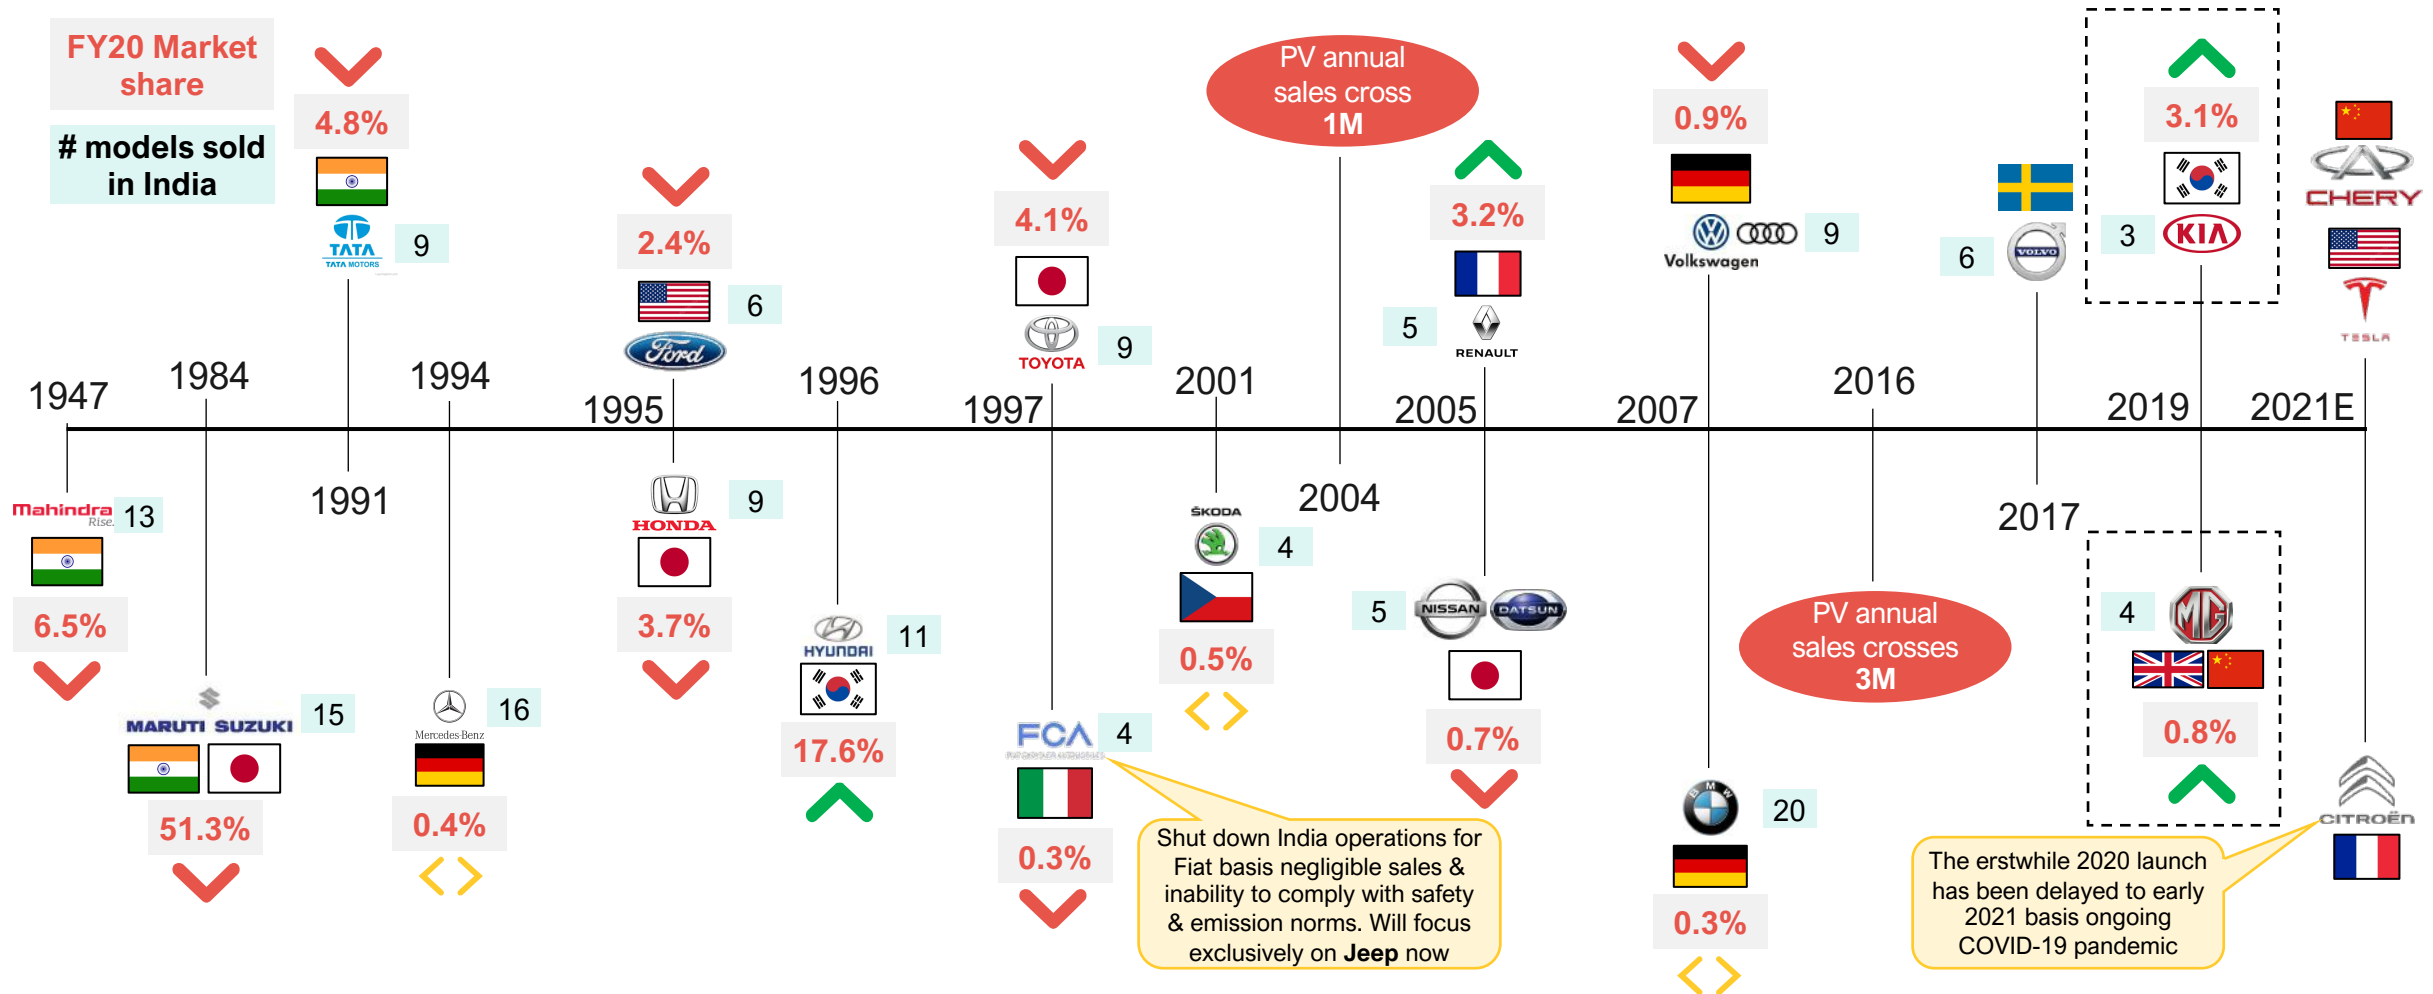 FY20 Market
share
# models sold
in India
1947
Mahindra
Rise.
13
6.5%
1984
MARUTI SUZUKI
15
51.3%
4.8%
TATA
TATA MOTORS
9
1991
1994
Mercedes-Benz
16
0.4%
2.4%
6
Ford
1995
HONDA
9
3.7%
1996
HYUNDAI
11
17.6%
4.1%
TOYOTA
9
1997
FCA
4
0.3%
Shut down India operations for
Fiat basis negligible sales &
inability to comply with safety
& emission norms. Will focus
exclusively on Jeep now
2001
ŠKODA
4
0.5%
PV annual
sales cross
1M
2004
3.2%
5
RENAULT
2005
5
NISSAN
DATSUN
0.7%
0.9%
Volkswagen
9
2007
BMW
20
0.3%
2016
PV annual
sales crosses
3M
6
VOLVO
2017
3.1%
3
KIA
2019
4
MG
0.8%
CHERY
TESLA
2021E
CITROËN
The erstwhile 2020 launch
has been delayed to early
2021 basis ongoing
COVID-19 pandemic